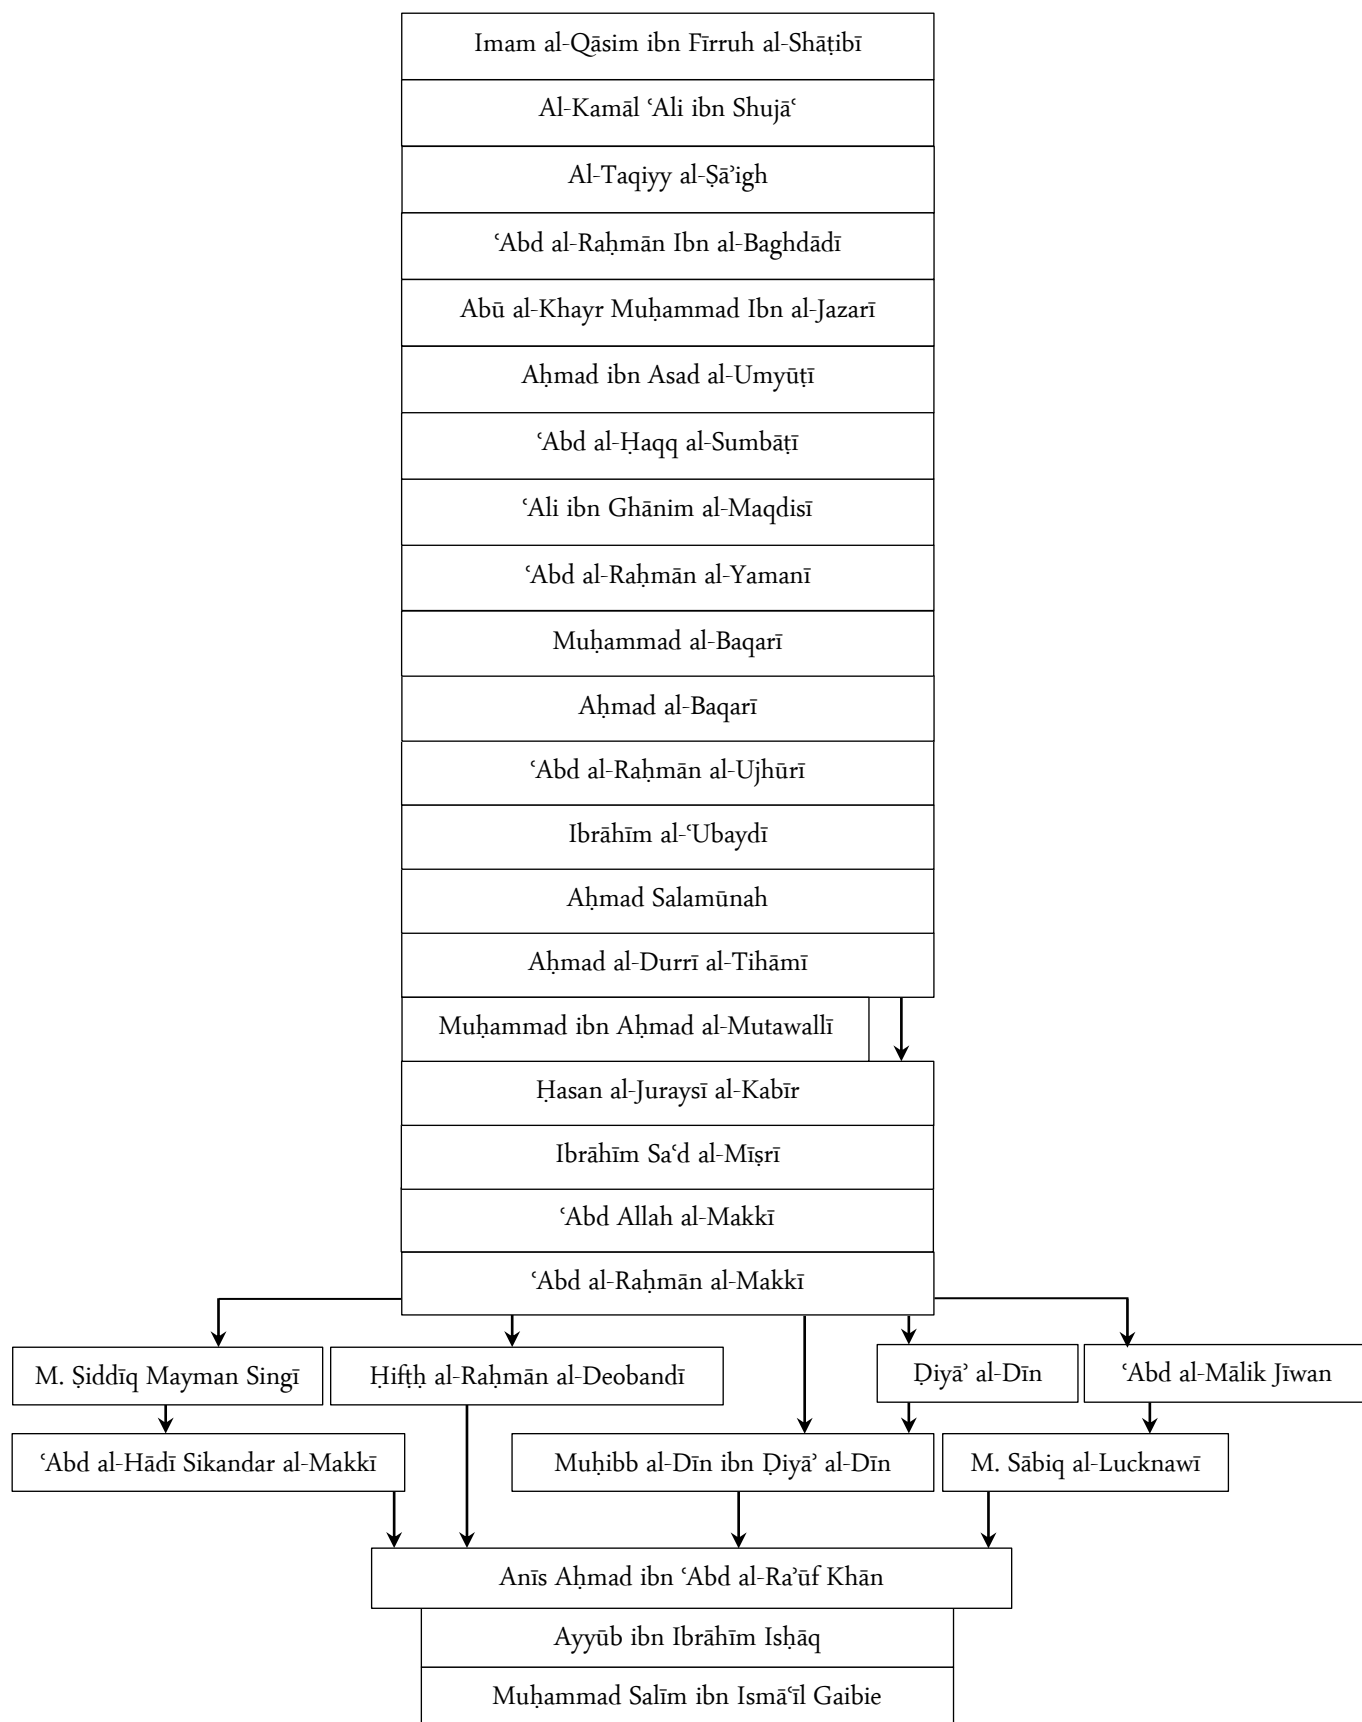 Imam al-Qāsim ibn Fīrruh al-Shāṭibī
Al-Kamāl ʿAli ibn Shujāʿ
Al-Taqiyy al-Ṣāʾigh
ʿAbd al-Raḥmān Ibn al-Baghdādī
Abū al-Khayr Muḥammad Ibn al-Jazarī
Aḥmad ibn Asad al-Umyūṭī
ʿAbd al-Ḥaqq al-Sumbāṭī
ʿAli ibn Ghānim al-Maqdisī
ʿAbd al-Raḥmān al-Yamanī
Muḥammad al-Baqarī
Aḥmad al-Baqarī
ʿAbd al-Raḥmān al-Ujhūrī
Ibrāhīm al-ʿUbaydī
Aḥmad Salamūnah
Aḥmad al-Durrī al-Tihāmī
Muḥammad ibn Aḥmad al-Mutawallī
Ḥasan al-Juraysī al-Kabīr
Ibrāhīm Saʿd al-Mīṣrī
ʿAbd Allah al-Makkī
ʿAbd al-Raḥmān al-Makkī
M. Ṣiddīq Mayman Singī
Ḥifṭḥ al-Raḥmān al-Deobandī
Ḍiyāʾ al-Dīn
ʿAbd al-Mālik Jīwan
ʿAbd al-Hādī Sikandar al-Makkī
Muḥibb al-Dīn ibn Ḍiyāʾ al-Dīn
M. Sābiq al-Lucknawī
Anīs Aḥmad ibn ʿAbd al-Raʾūf Khān
Ayyūb ibn Ibrāhīm Isḥāq
Muḥammad Salīm ibn Ismāʿīl Gaibie